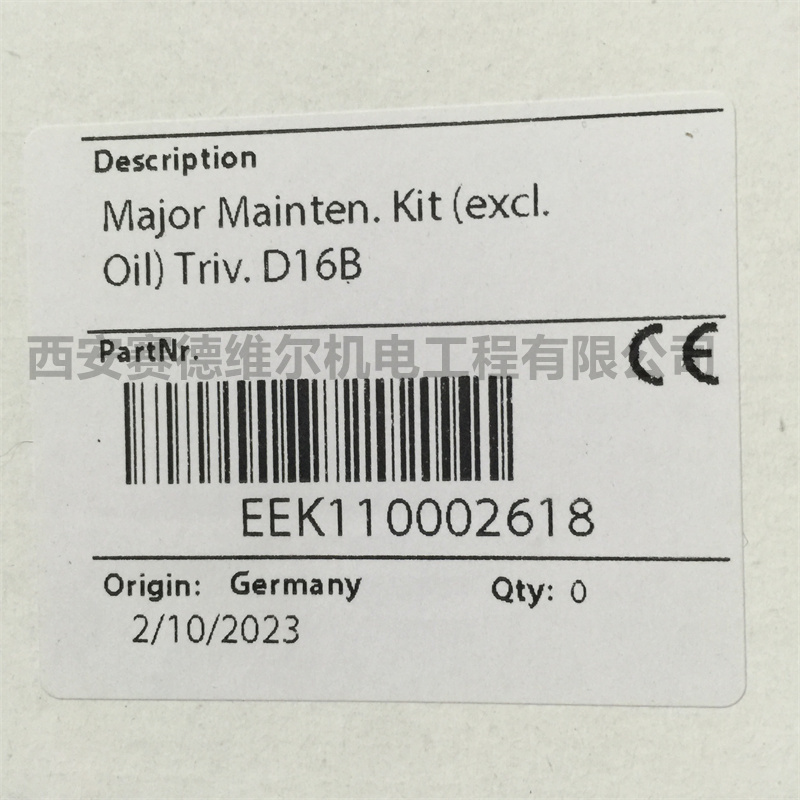 Description
Major Mainten. Kit (excl.
Oil) Triv. D16B
PartNr.
CE
西安赛德维尔机电工程有限公司
EEK110002618
Origin: Germany Qty: 0
2/10/2023